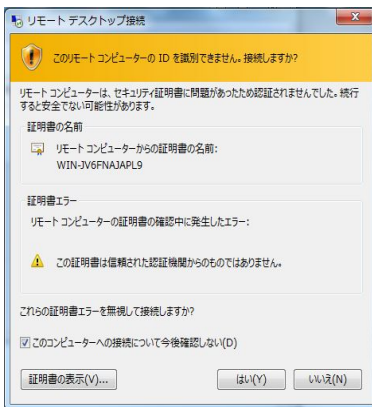 リモート デスクトップ接続
このリモート コンピューターの ID を識別できません。接続しますか?
リモート コンピューターは、セキュリティ証明書に問題があったため認証されませんでした。続行
すると安全でない可能性があります。
証明書の名前
リモート コンピューターからの証明書の名前:
WIN-JV6FNAJAPL9
証明書エラー
リモート コンピューターの証明書の確認中に発生したエラー:
この証明書は信頼された認証機関からのものではありません。
これらの証明書エラーを無視して接続しますか?
このコンピューターへの接続について今後確認しない(D)
証明書の表示(V)... はい(Y) いいえ(N)